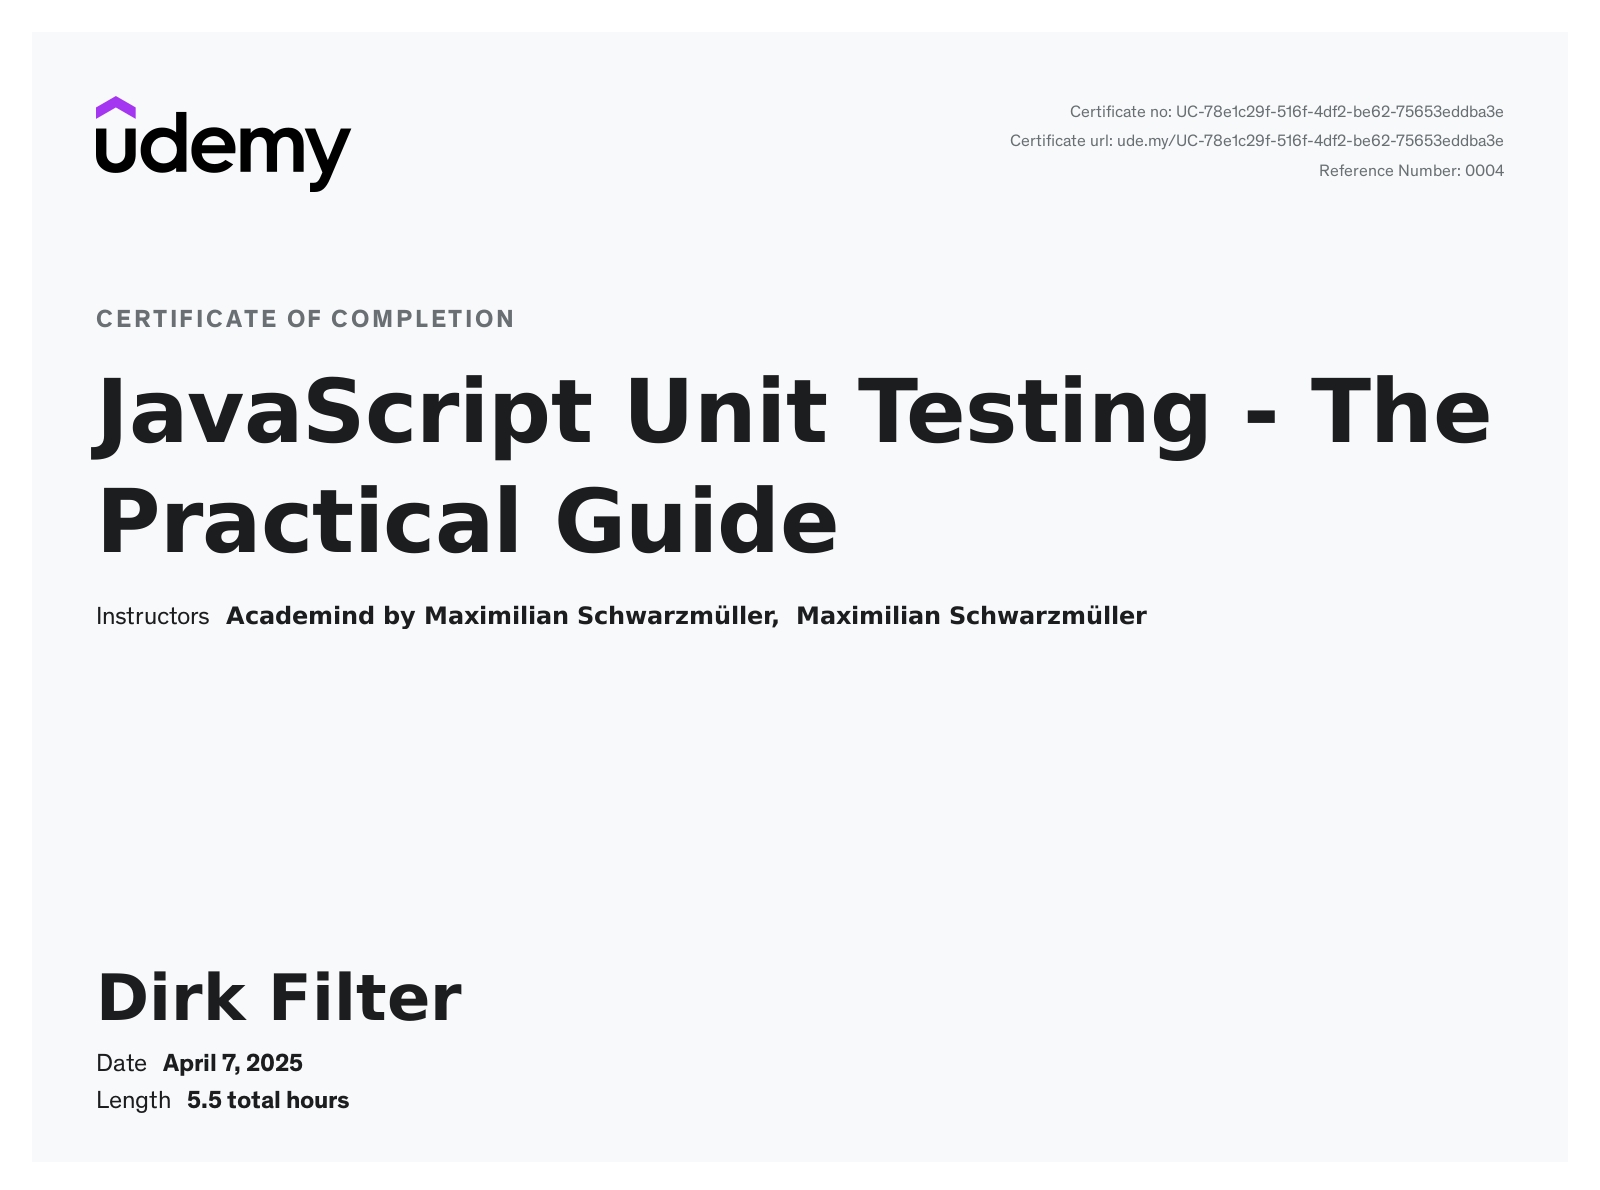 udemy
Certificate no: UC-78e1c29f-516f-4df2-be62-75653eddba3e
Certificate url: ude.my/UC-78e1c29f-516f-4df2-be62-75653eddba3e
Reference Number: 0004
CERTIFICATE OF COMPLETION
JavaScript Unit Testing - The
Practical Guide
Instructors Academind by Maximilian Schwarzmüller, Maximilian Schwarzmüller
Dirk Filter
Date April 7, 2025
Length 5.5 total hours